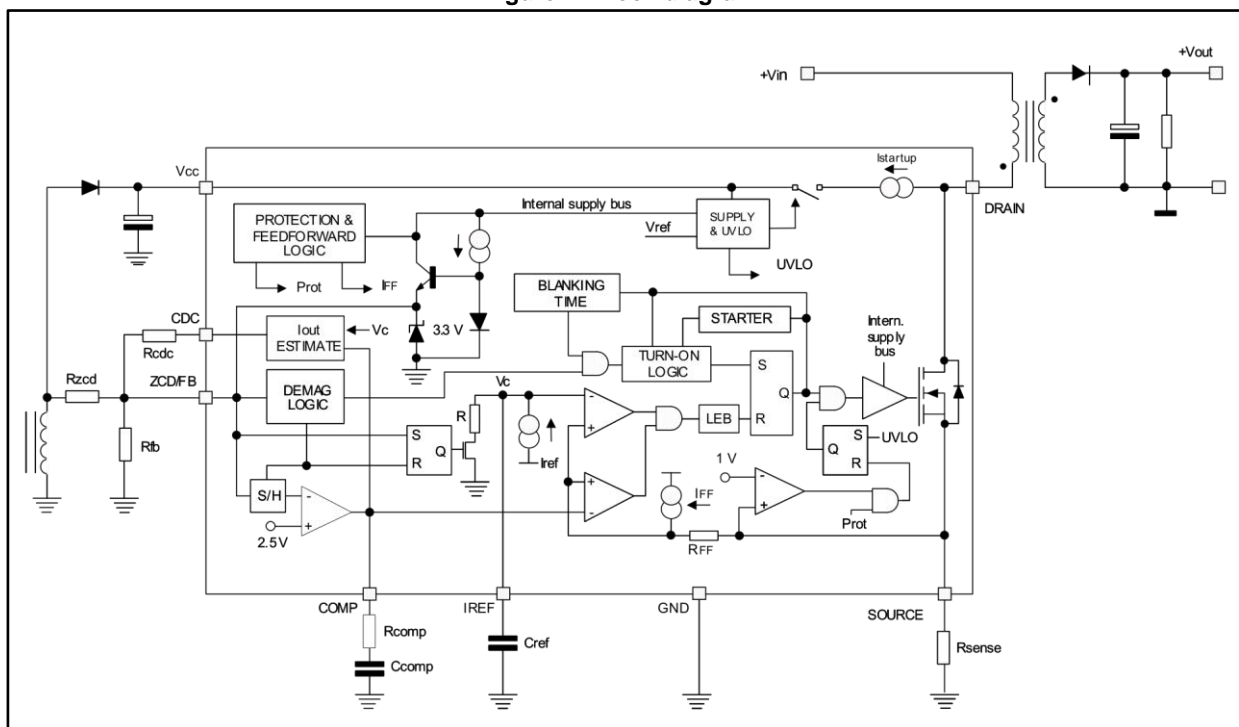 +Vin
+Vout
Istartup
Vcc
DRAIN
Internal supply bus
PROTECTION &
FEEDFORWARD
LOGIC
SUPPLY
& UVLO
Vref
UVLO
Prot
IFF
BLANKING
TIME
STARTER
CDC
Rcdc
Iout
ESTIMATE
Vc
3.3 V
TURN-ON
LOGIC
S
Q
R
Intern.
supply
bus
Rzcd
ZCD/FB
DEMAG
LOGIC
Vc
R
-
+
LEB
Rfb
S
Q
R
Iref
S
UVLO
Q
R
S/H
-
+
2.5 V
+
-
IFF
1 V
-
+
Prot
RFF
COMP
IREF
GND
SOURCE
Rcomp
Ccomp
Cref
Rsense